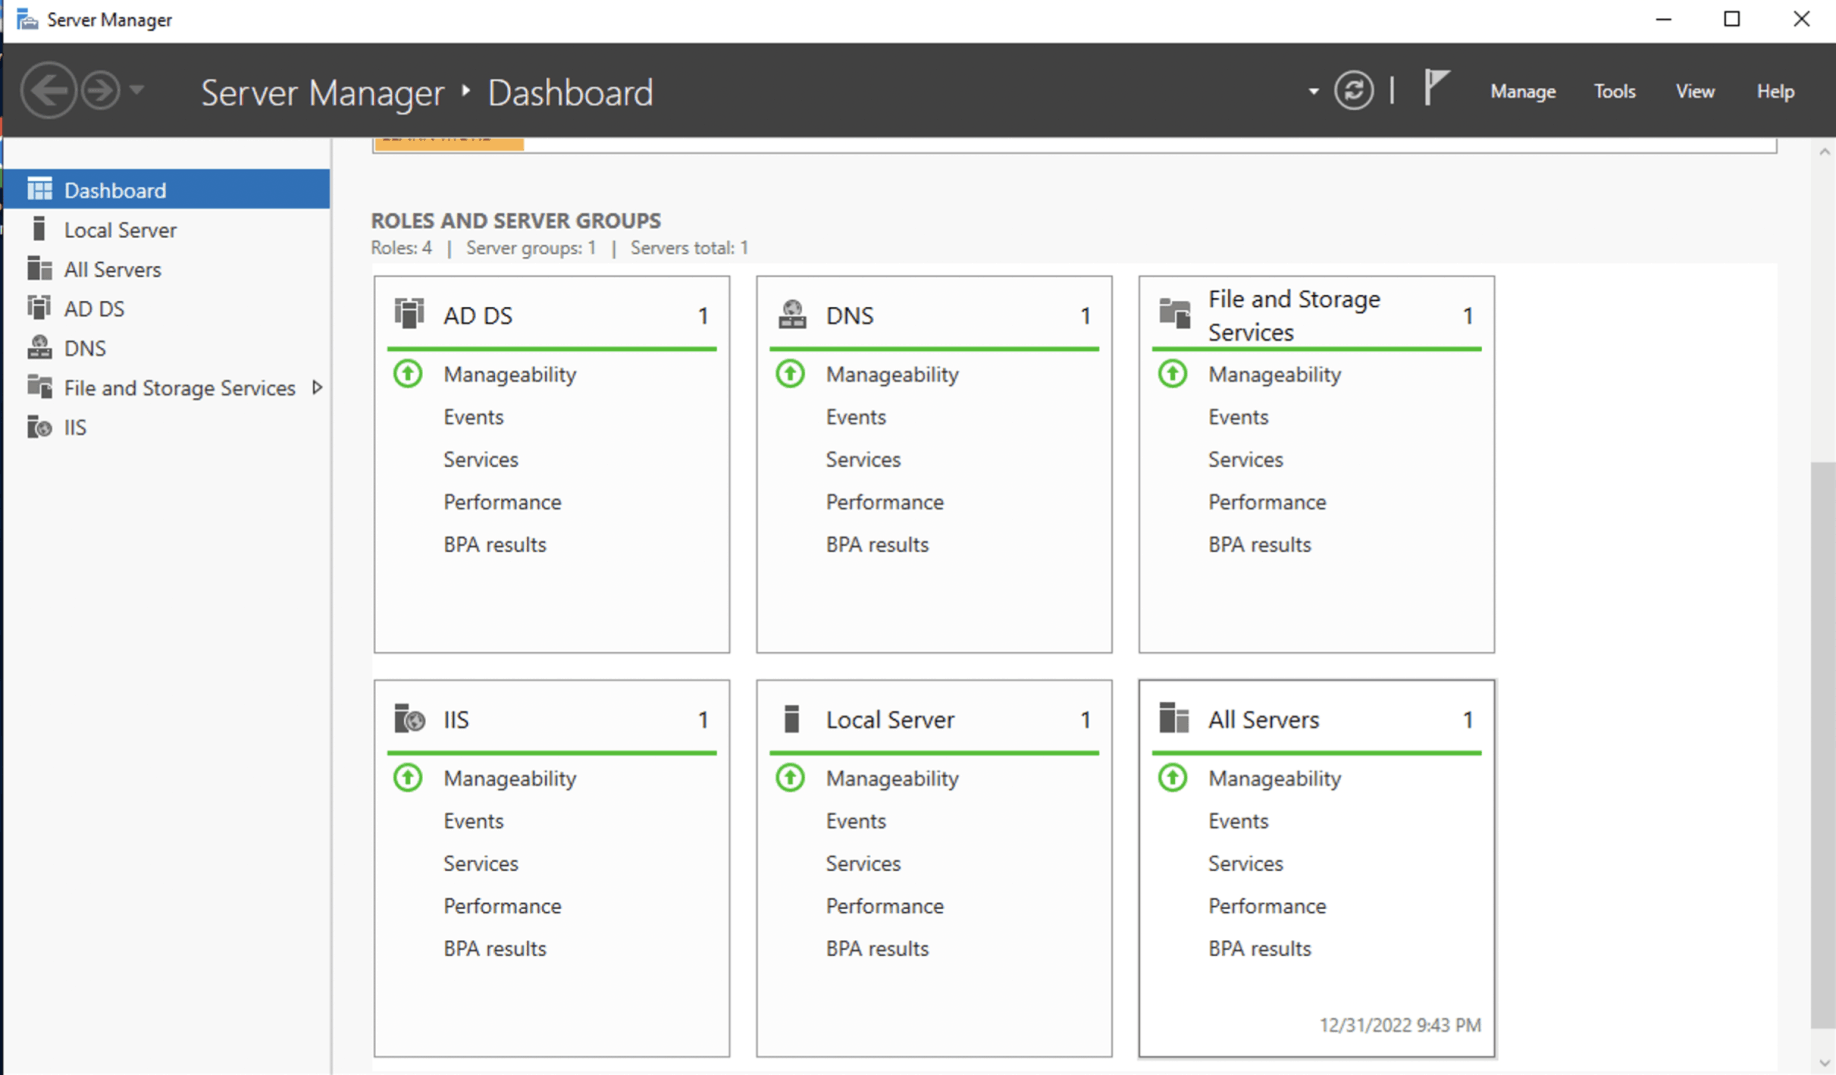 Server Manager
Server Manager ‣ Dashboard
Manage Tools View Help
Dashboard
Local Server
All Servers
AD DS
DNS
File and Storage Services
IIS
ROLES AND SERVER GROUPS
Roles: 4 | Server groups: 1 | Servers total: 1
AD DS 1
Manageability
Events
Services
Performance
BPA results
DNS 1
Manageability
Events
Services
Performance
BPA results
File and Storage
Services 1
Manageability
Events
Services
Performance
BPA results
IIS 1
Manageability
Events
Services
Performance
BPA results
Local Server 1
Manageability
Events
Services
Performance
BPA results
All Servers 1
Manageability
Events
Services
Performance
BPA results
12/31/2022 9:43 PM